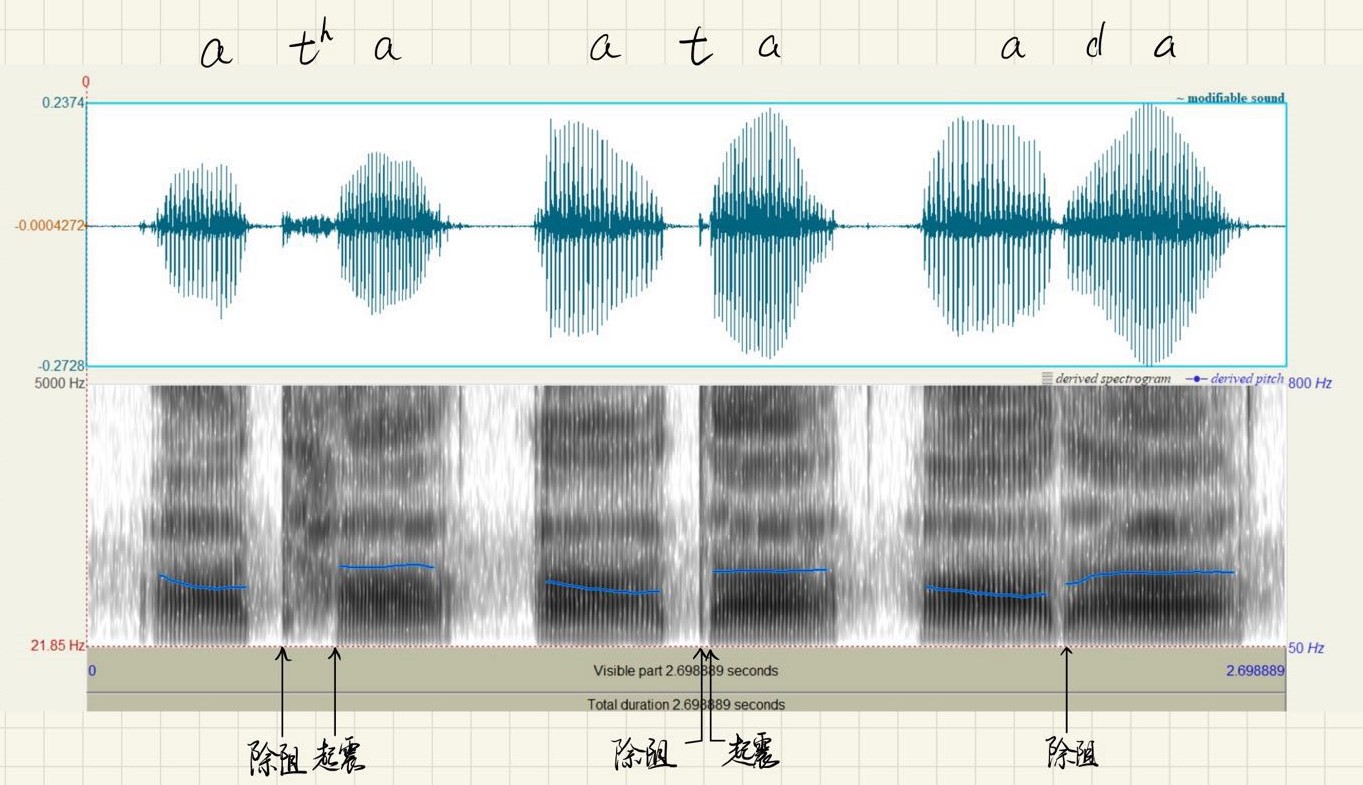 a tʰ a a t a a d a
0
0.2374
~ modifiable sound
-0.0004272
-0.2728
5000 Hz
derived spectrogram derived pitch 800 Hz
21.85 Hz 50 Hz
0 Visible part 2.698889 seconds 2.698889
Total duration 2.698889 seconds
除阻 起震 除阻 起震 除阻